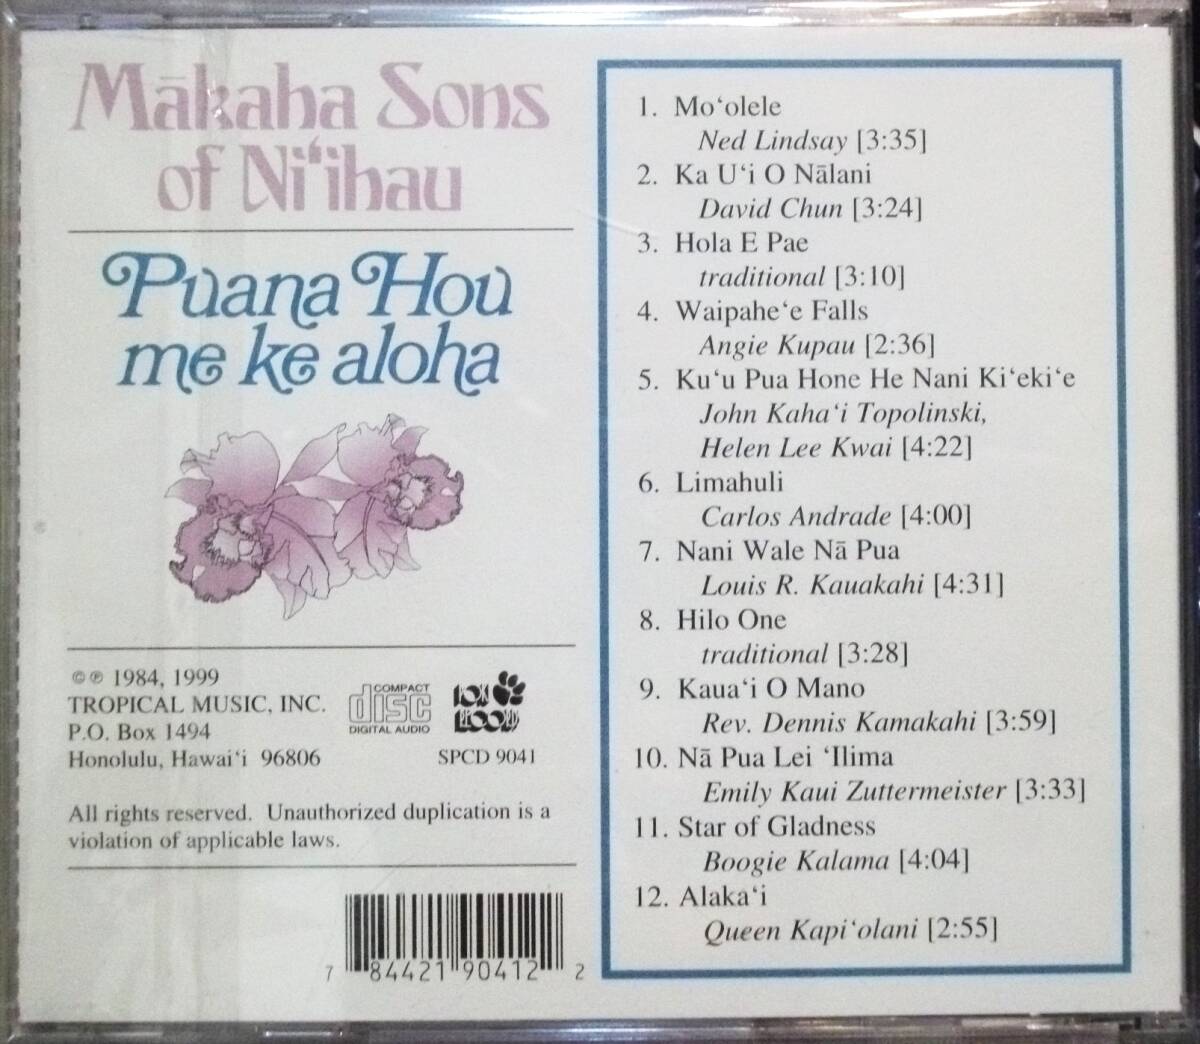 Mākaha Sons
of Ni‘ihau
Puana Hou
me ke aloha
©℗ 1984, 1999
TROPICAL MUSIC, INC.
P.O. Box 1494
Honolulu, Hawai‘i 96806
COMPACT
disc
DIGITAL AUDIO
SPCD 9041
All rights reserved. Unauthorized duplication is a
violation of applicable laws.
7 84421 90412 2
1. Mo‘olele
Ned Lindsay [3:35]
2. Ka U‘i O Nālani
David Chun [3:24]
3. Hola E Pae
traditional [3:10]
4. Waipahe‘e Falls
Angie Kupau [2:36]
5. Ku‘u Pua Hone He Nani Ki‘eki‘e
John Kaha‘i Topolinski,
Helen Lee Kwai [4:22]
6. Limahuli
Carlos Andrade [4:00]
7. Nani Wale Nā Pua
Louis R. Kauakahi [4:31]
8. Hilo One
traditional [3:28]
9. Kaua‘i O Mano
Rev. Dennis Kamakahi [3:59]
10. Nā Pua Lei ‘Ilima
Emily Kaui Zuttermeister [3:33]
11. Star of Gladness
Boogie Kalama [4:04]
12. Alaka‘i
Queen Kapi‘olani [2:55]